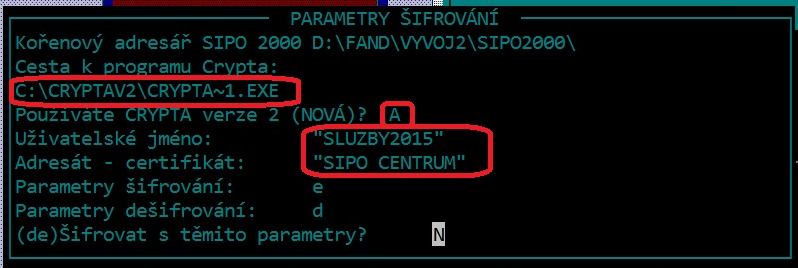 PARAMETRY ŠIFROVÁNÍ
Kořenový adresář SIPO 2000 D:\FAND\VYVOJ2\SIPO2000\
Cesta k programu Crypta:
C:\CRYPTAV2\CRYPTA~1.EXE
Používáte CRYPTA verze 2 (NOVÁ)? A
Uživatelské jméno: "SLUZBY2015"
Adresát - certifikát: "SIPO CENTRUM"
Parametry šifrování: e
Parametry dešifrování: d
(de)Šifrovat s těmito parametry? N